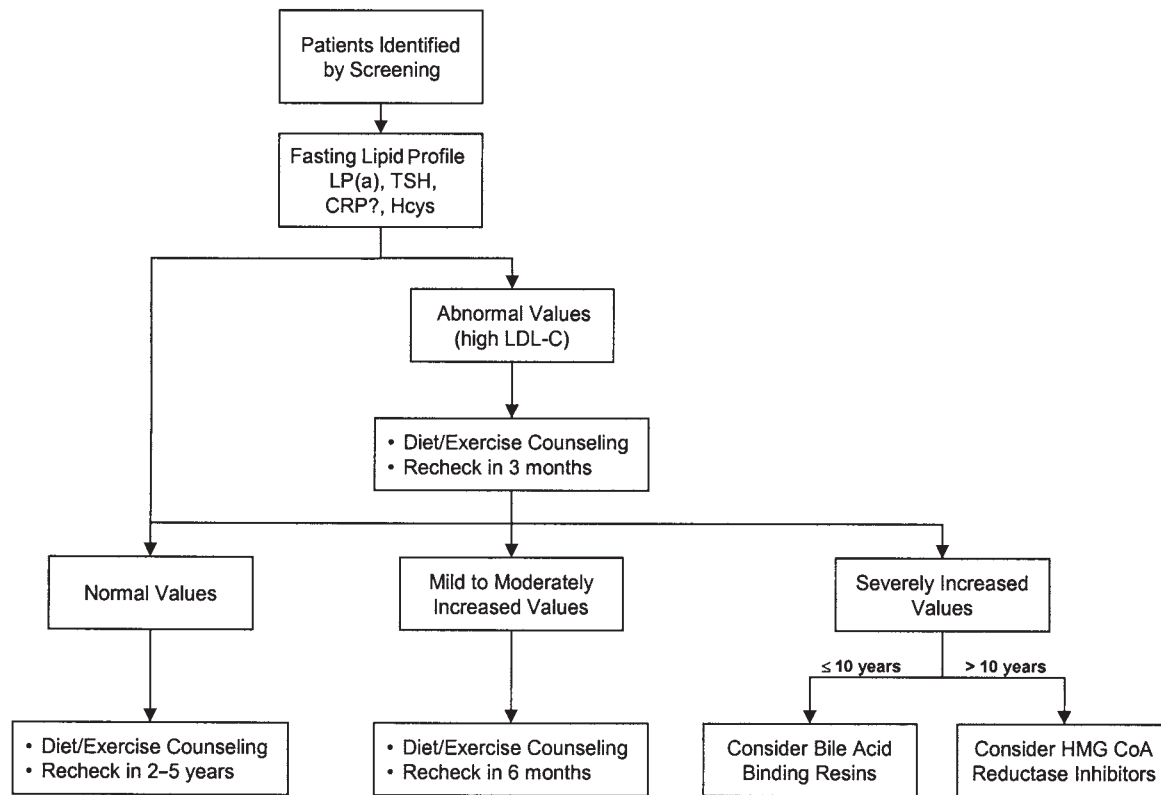 Patients Identified
by Screening
Fasting Lipid Profile
LP(a), TSH,
CRP?, Hcys
Abnormal Values
(high LDL-C)
• Diet/Exercise Counseling
• Recheck in 3 months
Normal Values
Mild to Moderately
Increased Values
Severely Increased
Values
≤ 10 years
> 10 years
• Diet/Exercise Counseling
• Recheck in 2–5 years
• Diet/Exercise Counseling
• Recheck in 6 months
Consider Bile Acid
Binding Resins
Consider HMG CoA
Reductase Inhibitors